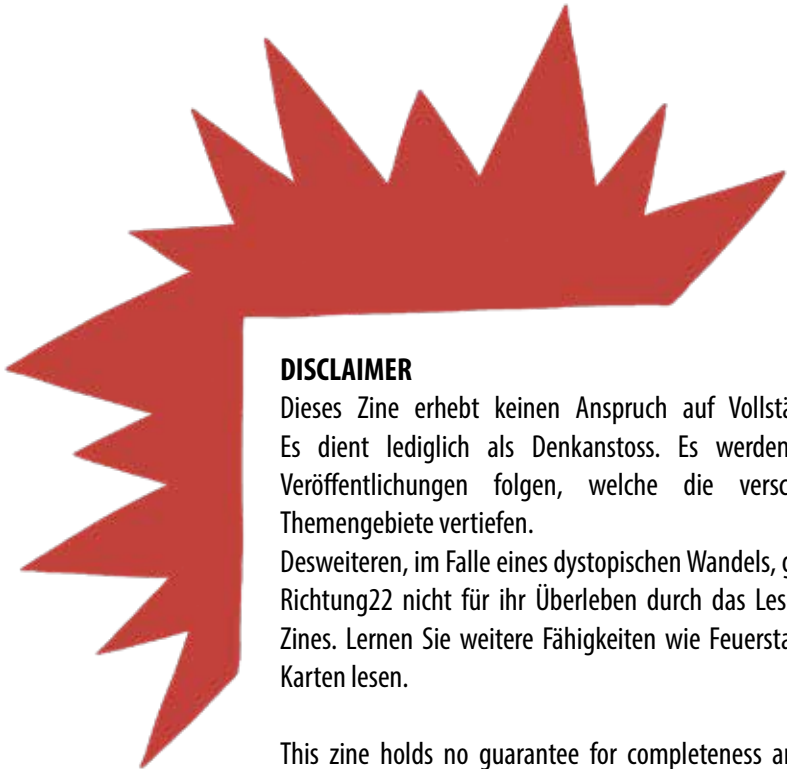 DISCLAIMER
Dieses Zine erhebt keinen Anspruch auf
Es dient lediglich als Denkanstoss. Es werden
Veröffentlichungen folgen, welche die
Themengebiete vertiefen.
Desweiteren, im Falle eines dystopischen Wandels,
Richtung22 nicht für ihr Überleben durch das
Zines. Lernen Sie weitere Fähigkeiten wie
Karten lesen.
This zine holds no guarantee for completeness